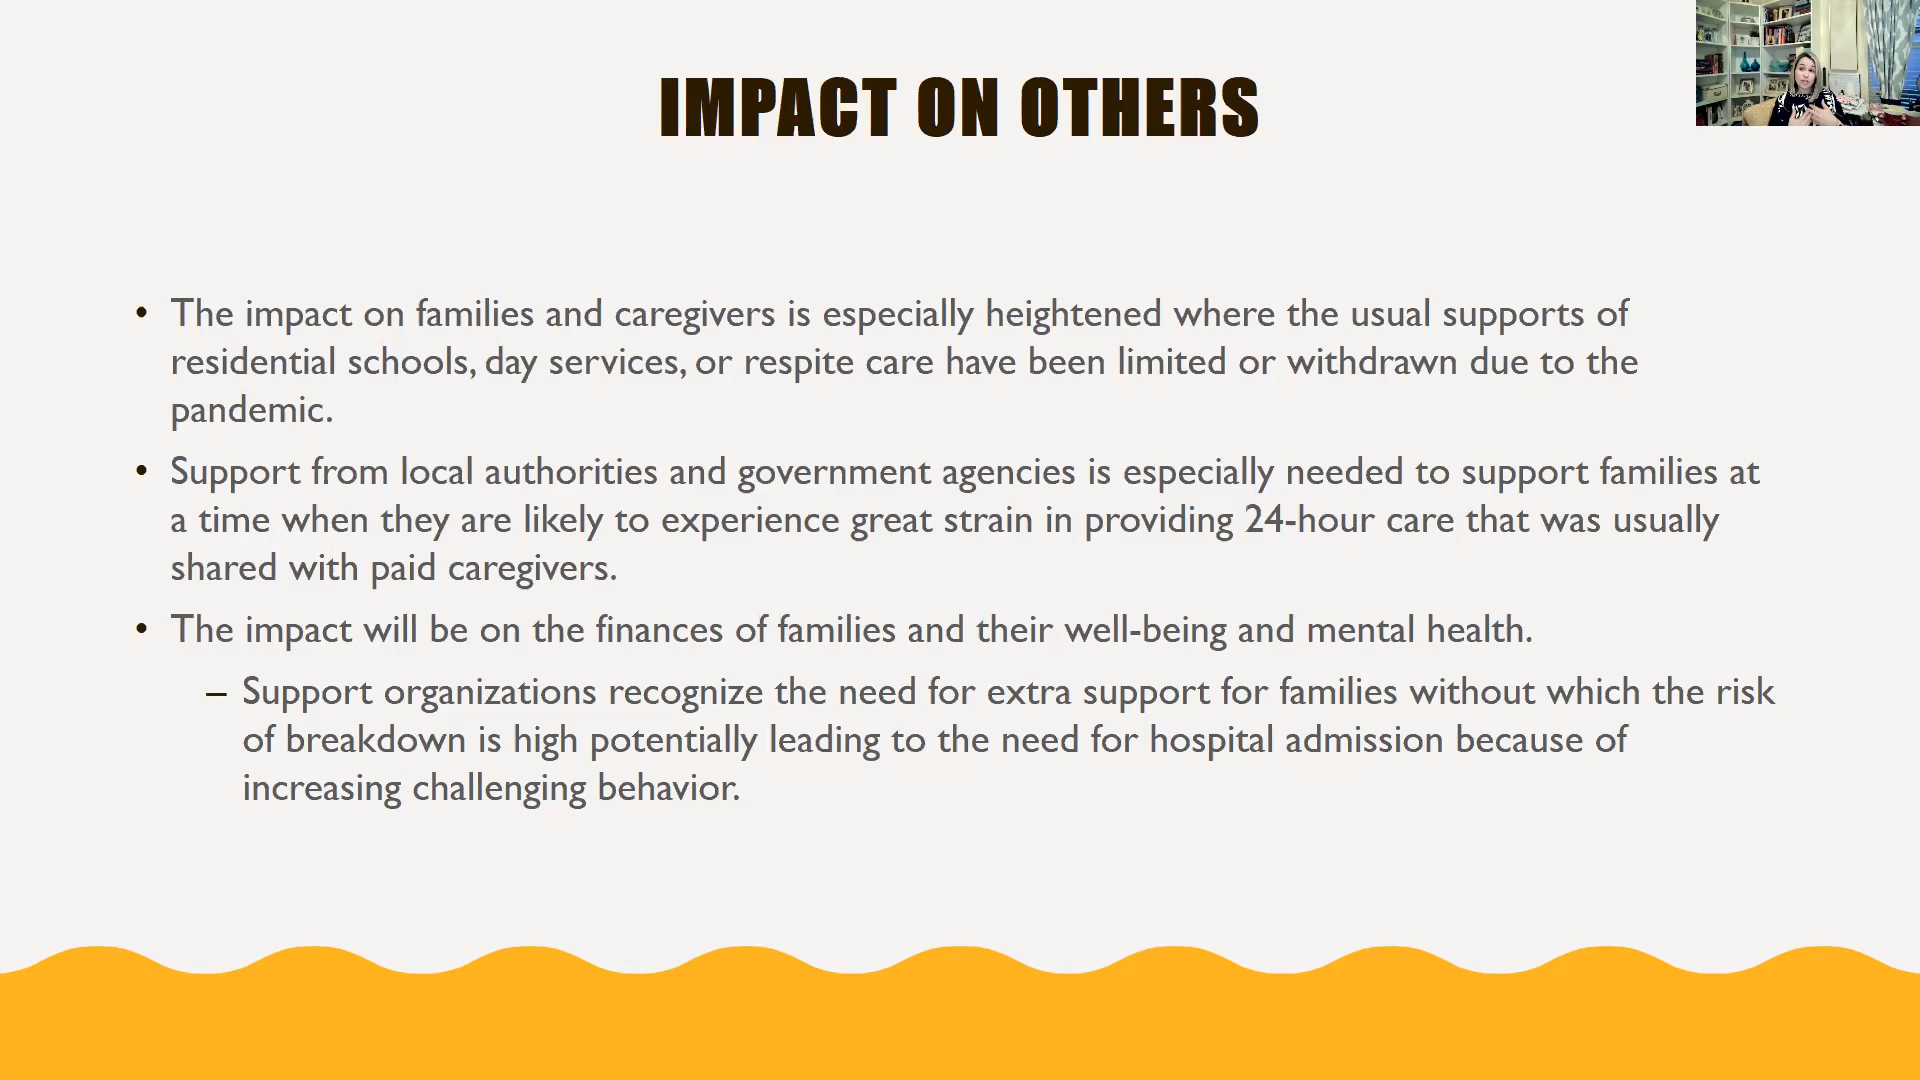 IMPACT ON OTHERS
• The impact on families and caregivers is especially heightened where the usual supports of
residential schools, day services, or respite care have been limited or withdrawn due to the
pandemic.
• Support from local authorities and government agencies is especially needed to support families at
a time when they are likely to experience great strain in providing 24-hour care that was usually
shared with paid caregivers.
• The impact will be on the finances of families and their well-being and mental health.
– Support organizations recognize the need for extra support for families without which the risk
of breakdown is high potentially leading to the need for hospital admission because of
increasing challenging behavior.